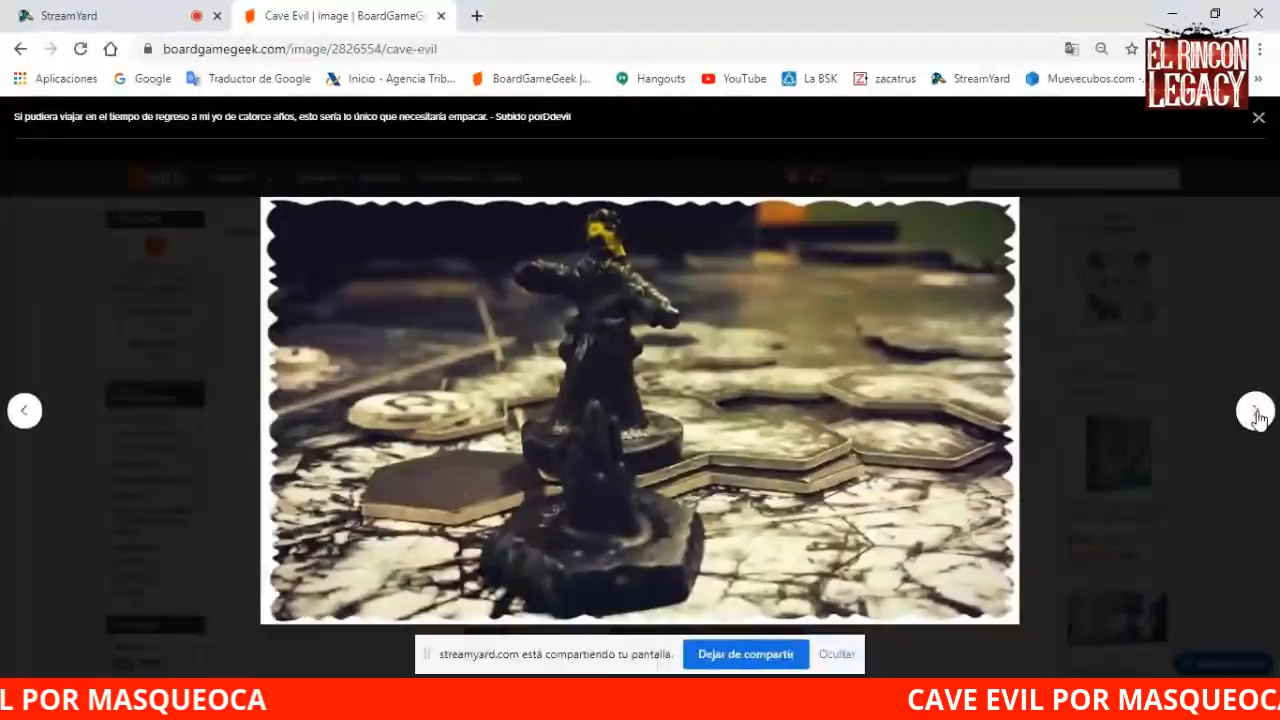 StreamYard
Cave Evil | Image | BoardGameG
boardgamegeek.com/image/2826554/cave-evil
Aplicaciones
Google
Traductor de Google
Inicio - Agencia Trib...
BoardGameGeek |...
Hangouts
YouTube
La BSK
zacatrus
StreamYard
Muevecubos.com -...
EL RINCON
LEGACY
Si pudiera viajar en el tiempo de regreso a mi yo de catorce años, esto sería lo único que necesitaría empacar. - Subido porDdevil
streamyard.com está compartiendo tu pantalla.
Dejar de compartir
Ocultar
L POR MASQUEOCA
CAVE EVIL POR MASQUEOCA